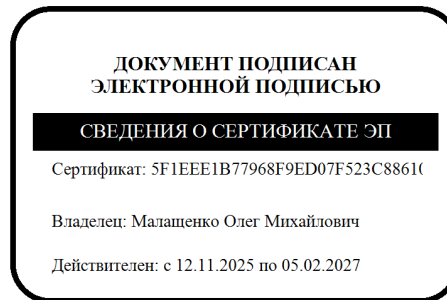 ДОКУМЕНТ ПОДПИСАН
ЭЛЕКТРОННОЙ ПОДПИСЬЮ
СВЕДЕНИЯ О СЕРТИФИКАТЕ ЭП
Сертификат: 5F1EEE1B77968F9ED07F523C88610
Владелец: Малащенко Олег Михайлович
Действителен: с 12.11.2025 по 05.02.2027